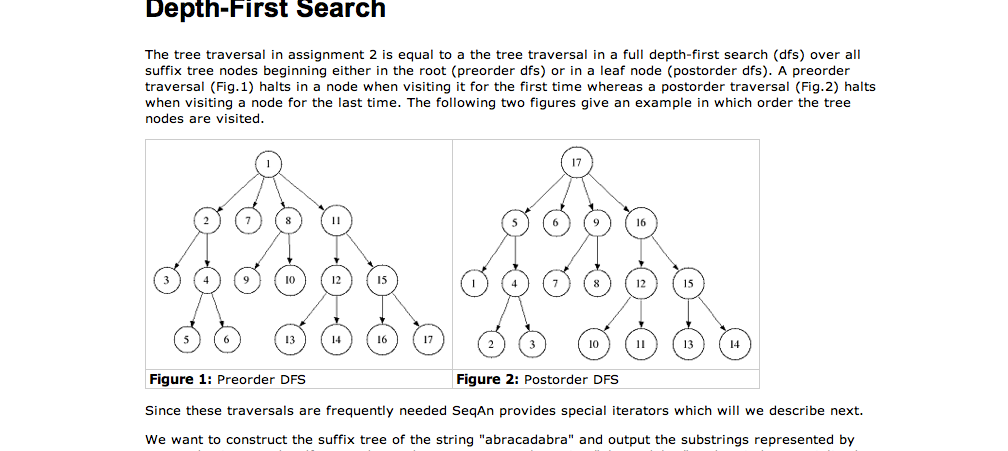 Depth-First Search
The tree traversal in assignment 2 is equal to a the tree traversal in a full depth-first search (dfs) over all
suffix tree nodes beginning either in the root (preorder dfs) or in a leaf node (postorder dfs). A preorder
traversal (Fig.1) halts in a node when visiting it for the first time whereas a postorder traversal (Fig.2) halts
when visiting a node for the last time. The following two figures give an example in which order the tree
nodes are visited.
1
2 7 8 11
3 4 9 10 12 15
5 6 13 14 16 17
Figure 1: Preorder DFS
17
5 6 9 16
1 4 7 8 12 15
2 3 10 11 13 14
Figure 2: Postorder DFS
Since these traversals are frequently needed SeqAn provides special iterators which will we describe next.
We want to construct the suffix tree of the string "abracadabra" and output the substrings represented by